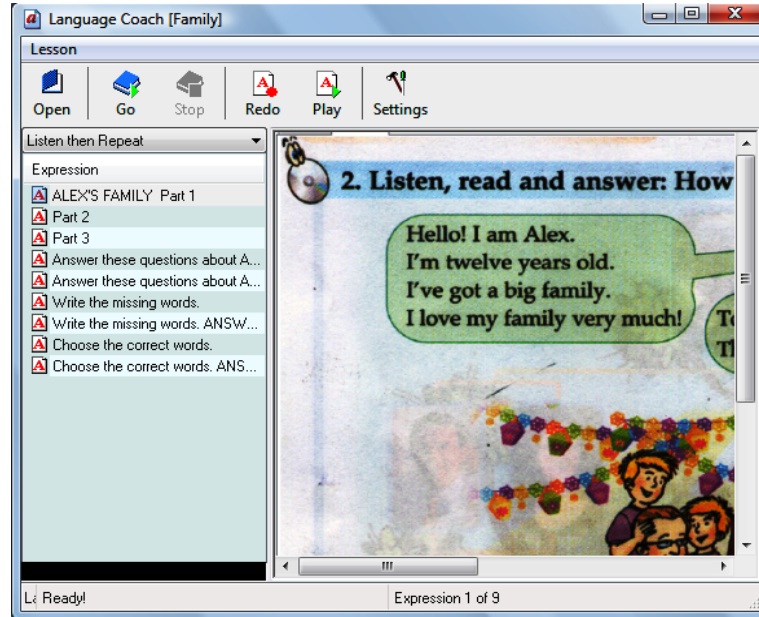 Language Coach [Family]
Lesson
Open Go Stop Redo Play Settings
Listen then Repeat
Expression
ALEX'S FAMILY Part 1
Part 2
Part 3
Answer these questions about A...
Answer these questions about A...
Write the missing words.
Write the missing words. ANSW...
Choose the correct words.
Choose the correct words. ANS...
2. Listen, read and answer: How
Hello! I am Alex.
I'm twelve years old.
I've got a big family.
I love my family very much!
Ready!
Expression 1 of 9